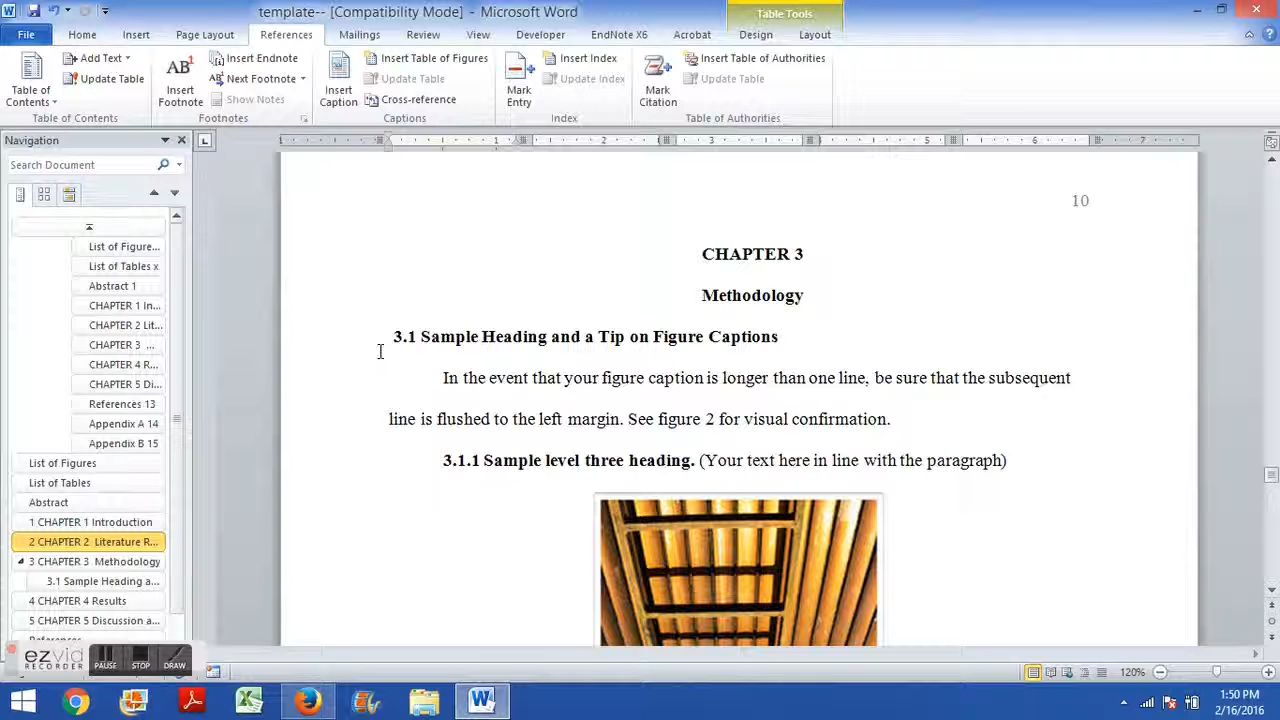 template-- [Compatibility Mode] - Microsoft Word
Table Tools
File Home Insert Page Layout References Mailings Review View Developer EndNote X6 Acrobat Design Layout
Table of Contents
Add Text
Update Table
Table of Contents
AB¹
Insert Footnote
Insert Endnote
Next Footnote
Show Notes
Footnotes
Insert Caption
Insert Table of Figures
Update Table
Cross-reference
Captions
Mark Entry
Insert Index
Update Index
Index
Mark Citation
Insert Table of Authorities
Update Table
Table of Authorities
Navigation
Search Document
List of Figure...
List of Tables x
Abstract 1
CHAPTER 1 In...
CHAPTER 2 Lit...
CHAPTER 3 ...
CHAPTER 4 R...
CHAPTER 5 Di...
References 13
Appendix A 14
Appendix B 15
List of Figures
List of Tables
Abstract
1 CHAPTER 1 Introduction
2 CHAPTER 2 Literature R...
3 CHAPTER 3 Methodology
3.1 Sample Heading a...
4 CHAPTER 4 Results
5 CHAPTER 5 Discussion a...
L
1 2 3 4 5 6 7
10
CHAPTER 3
Methodology
3.1 Sample Heading and a Tip on Figure Captions
In the event that your figure caption is longer than one line, be sure that the subsequent
line is flushed to the left margin. See figure 2 for visual confirmation.
3.1.1 Sample level three heading. (Your text here in line with the paragraph)
ezvid
RECORDER
PAUSE STOP DRAW
120%
1:50 PM
2/16/2016